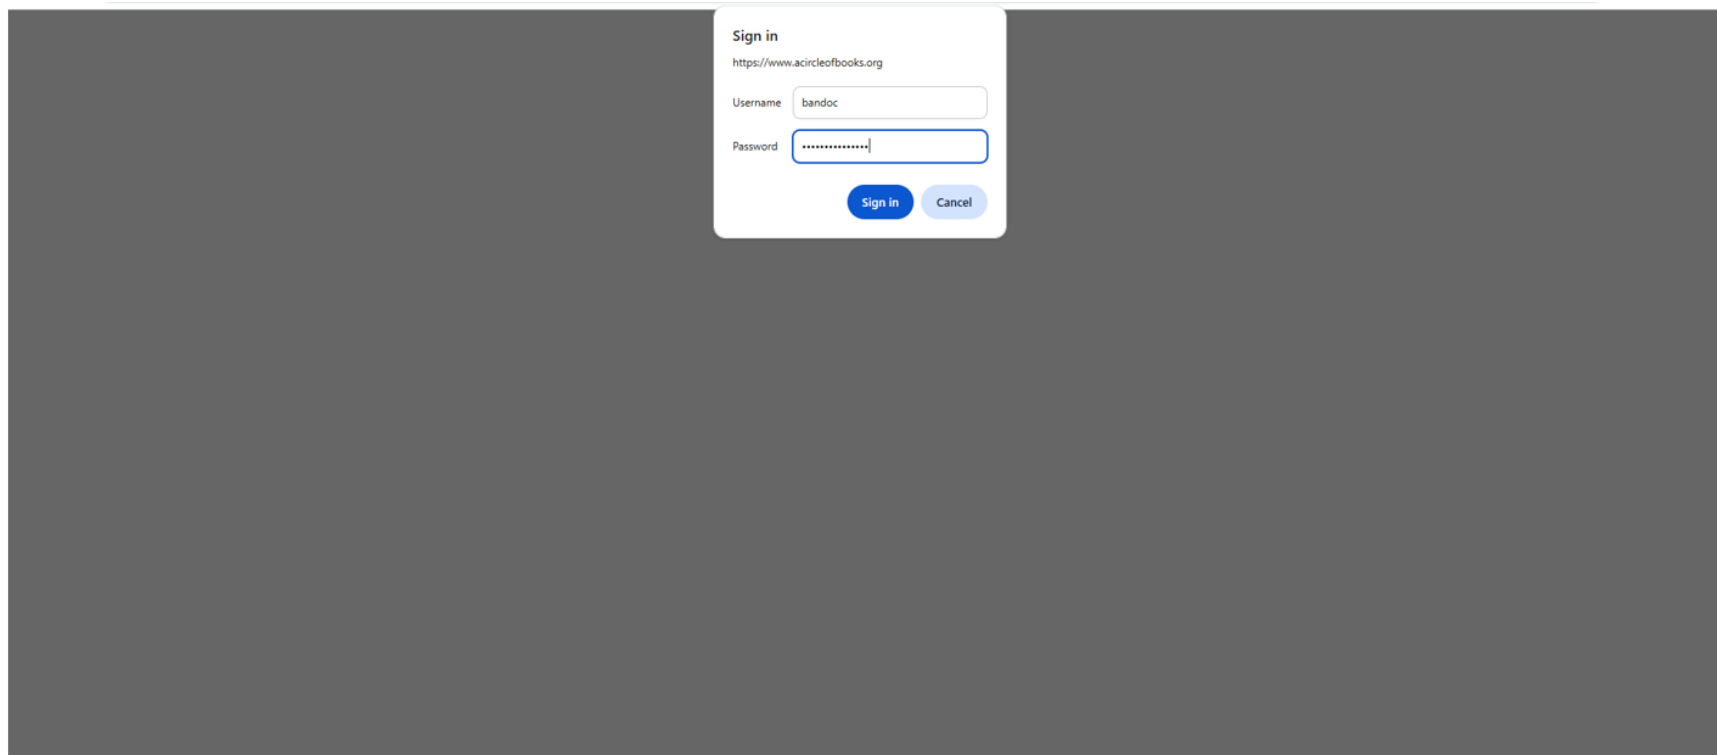 Sign in
https://www.acircleofbooks.org
Username bandoc
Password •••••••••••••••
Sign in Cancel